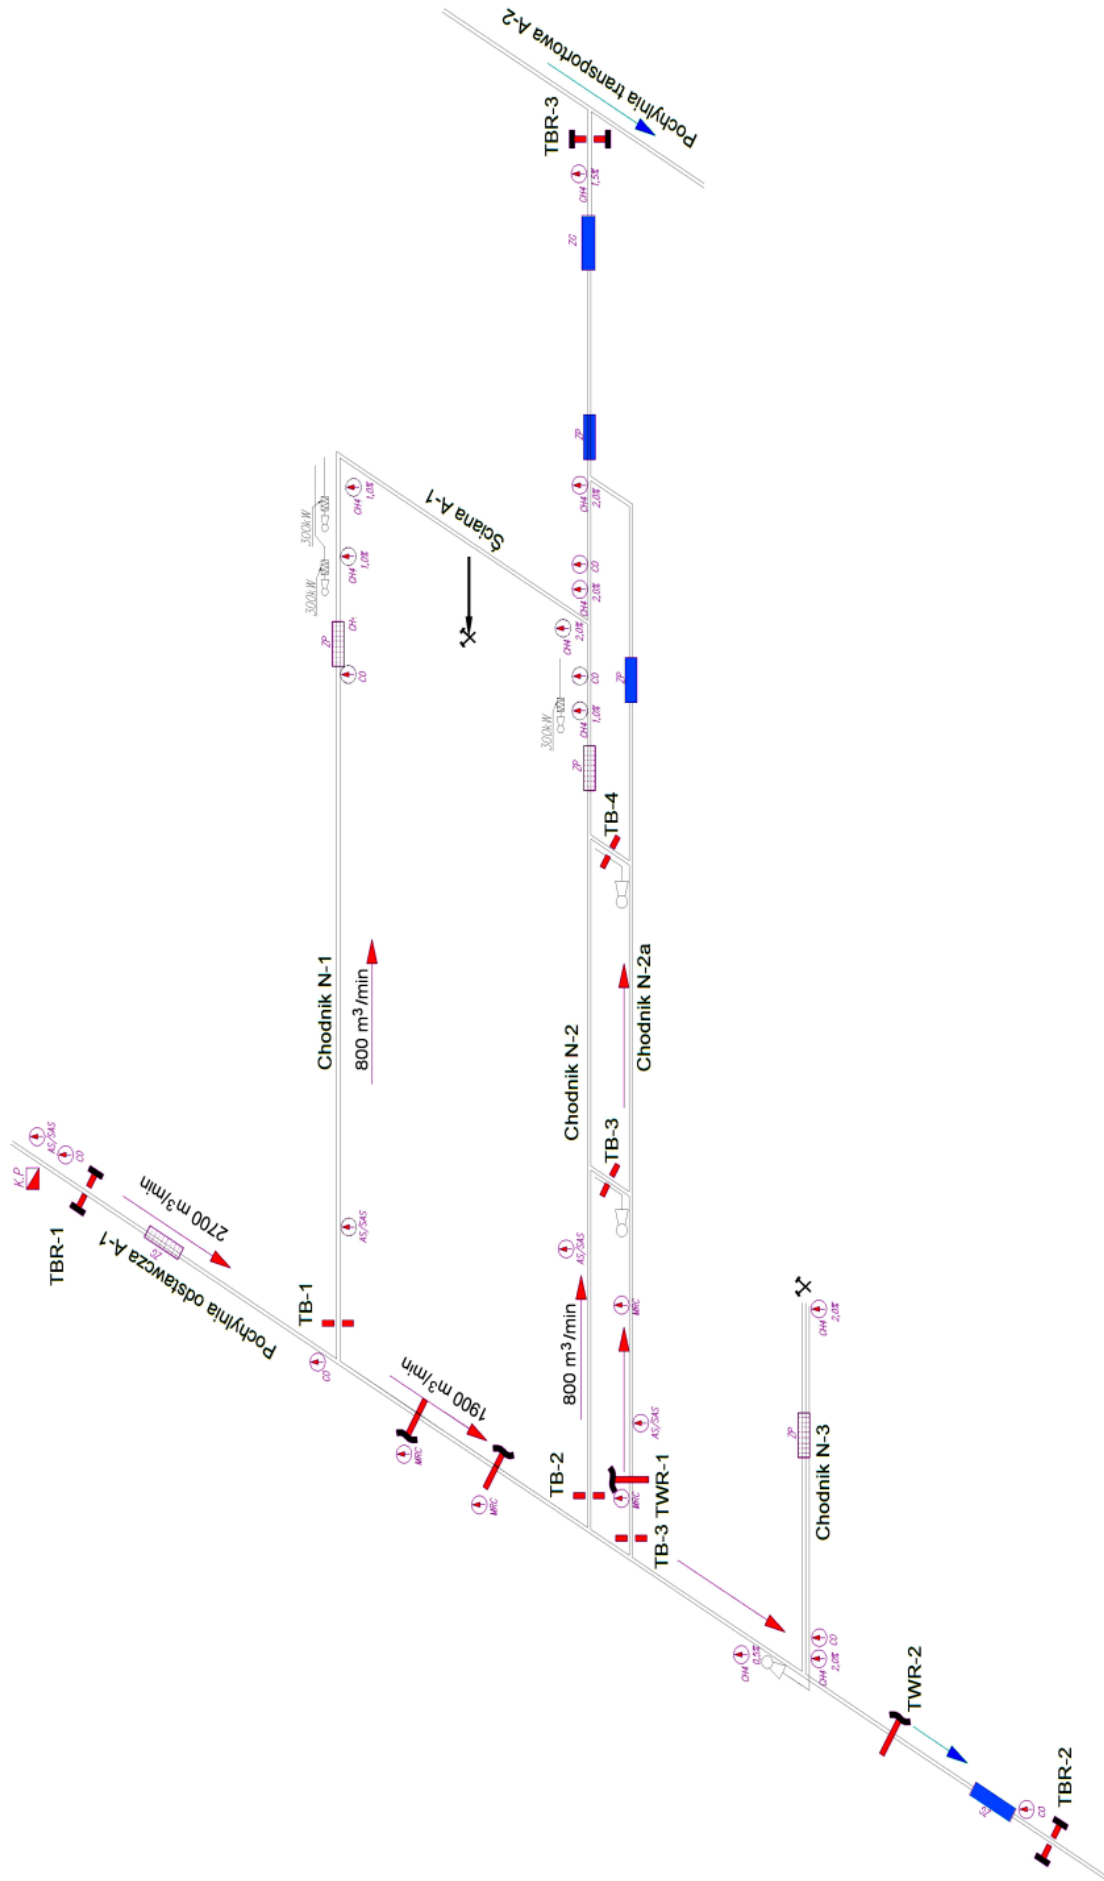 Pochylnia transportowa A-2
TBR-3
CH4
1,5%
ZG
ZP
300kW
300kW
CH4
1,0%
CH4
1,0%
Ściana A-1
CH4
2,0%
CO
CH4
2,0%
CH4
2,0%
ZP
CH4
CO
CO
300kW
CH4
1,0%
ZP
ZP
TB-4
Chodnik N-1
800 m³/min
Chodnik N-2
Chodnik N-2a
TB-3
AS/SAS
CO
K.P
TBR-1
2700 m³/min
ZG
Pochylnia odstawcza A-1
AS/SAS
TB-1
CO
AS/SAS
800 m³/min
MRC
1900 m³/min
MRC
MRC
AS/SAS
TB-2
MRC
TB-3 TWR-1
CH4
2,0%
ZP
Chodnik N-3
CH4
0,5%
CO
CH4
2,0%
TWR-2
ZG
CO
TBR-2